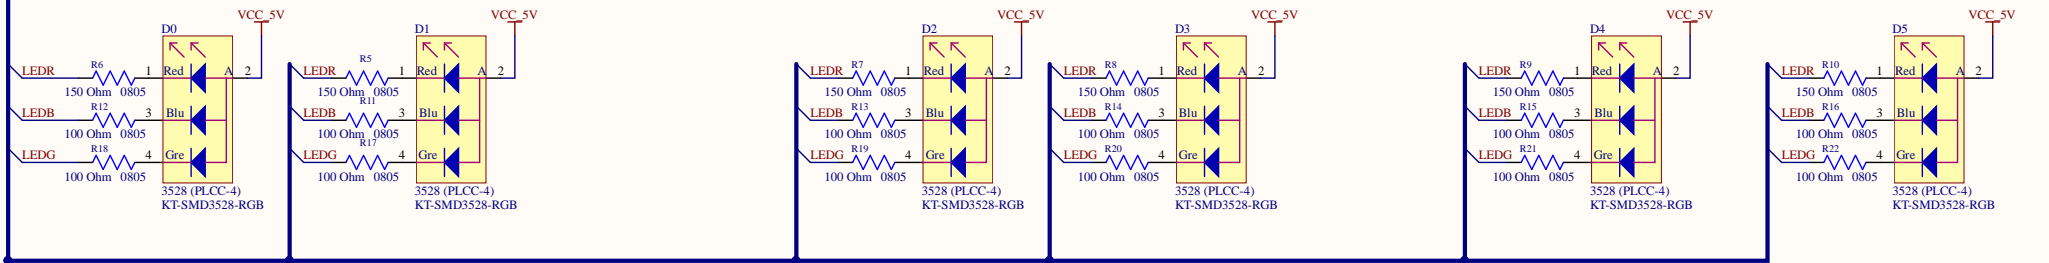 VCC_5V
D0
R6
LEDR 1 Red A 2
150 Ohm 0805
R12
LEDB 3 Blu
100 Ohm 0805
R18
LEDG 4 Gre
100 Ohm 0805
3528 (PLCC-4)
KT-SMD3528-RGB
VCC_5V
D1
R5
LEDR 1 Red A 2
150 Ohm 0805
R11
LEDB 3 Blu
100 Ohm 0805
R17
LEDG 4 Gre
100 Ohm 0805
3528 (PLCC-4)
KT-SMD3528-RGB
VCC_5V
D2
R7
LEDR 1 Red A 2
150 Ohm 0805
R13
LEDB 3 Blu
100 Ohm 0805
R19
LEDG 4 Gre
100 Ohm 0805
3528 (PLCC-4)
KT-SMD3528-RGB
VCC_5V
D3
R8
LEDR 1 Red A 2
150 Ohm 0805
R14
LEDB 3 Blu
100 Ohm 0805
R20
LEDG 4 Gre
100 Ohm 0805
3528 (PLCC-4)
KT-SMD3528-RGB
VCC_5V
D4
R9
LEDR 1 Red A 2
150 Ohm 0805
R15
LEDB 3 Blu
100 Ohm 0805
R21
LEDG 4 Gre
100 Ohm 0805
3528 (PLCC-4)
KT-SMD3528-RGB
VCC_5V
D5
R10
LEDR 1 Red A 2
150 Ohm 0805
R16
LEDB 3 Blu
100 Ohm 0805
R22
LEDG 4 Gre
100 Ohm 0805
3528 (PLCC-4)
KT-SMD3528-RGB